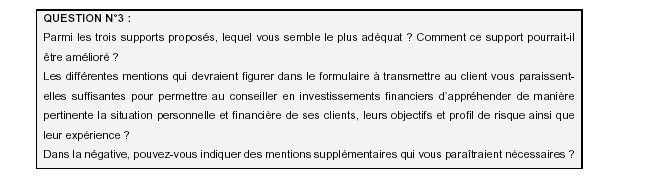 QUESTION N°3 :
Parmi les trois supports proposés, lequel vous semble le plus adéquat ? Comment ce support pourrait-il
être amélioré ?
Les différentes mentions qui devraient figurer dans le formulaire à transmettre au client vous paraissent-
elles suffisantes pour permettre au conseiller en investissements financiers d'appréhender de manière
pertinente la situation personnelle et financière de ses clients, leurs objectifs et profil de risque ainsi que
leur expérience ?
Dans la négative, pouvez-vous indiquer des mentions supplémentaires qui vous paraîtraient nécessaires ?